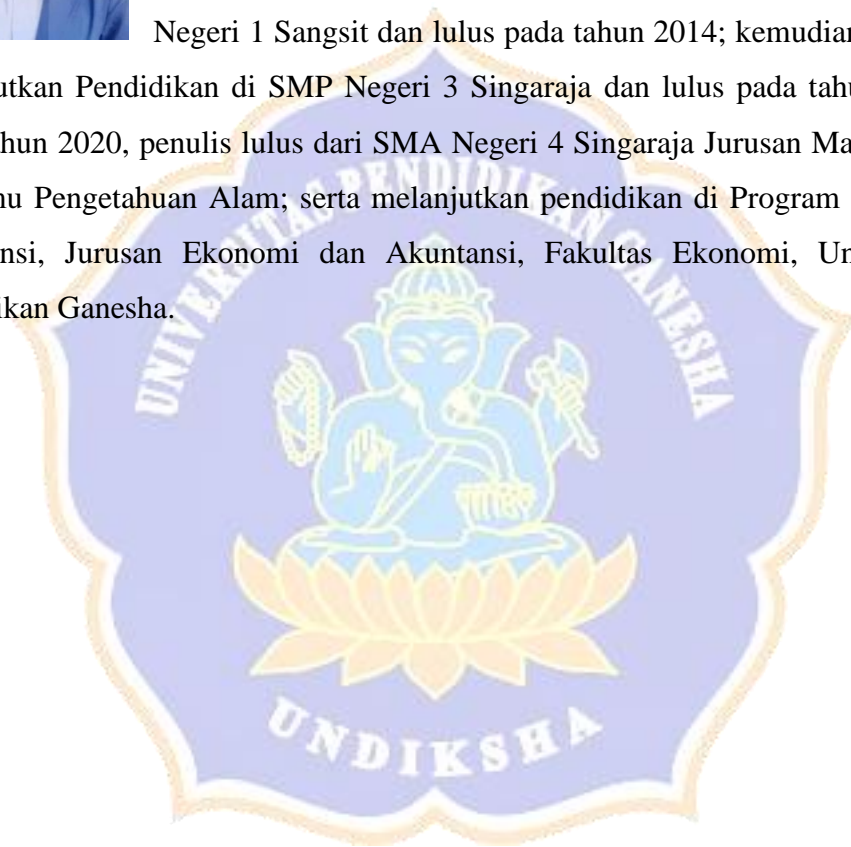 Negeri 1 Sangsit dan lulus pada tahun 2014; kemudian
utkan Pendidikan di SMP Negeri 3 Singaraja dan lulus pada tahu
hun 2020, penulis lulus dari SMA Negeri 4 Singaraja Jurusan Ma
nu Pengetahuan Alam; serta melanjutkan pendidikan di Program
nsi, Jurusan Ekonomi dan Akuntansi, Fakultas Ekonomi, Un
ikan Ganesha.
UNIVERSITAS PENDIDIKAN GANESHA
UNDIKSHA